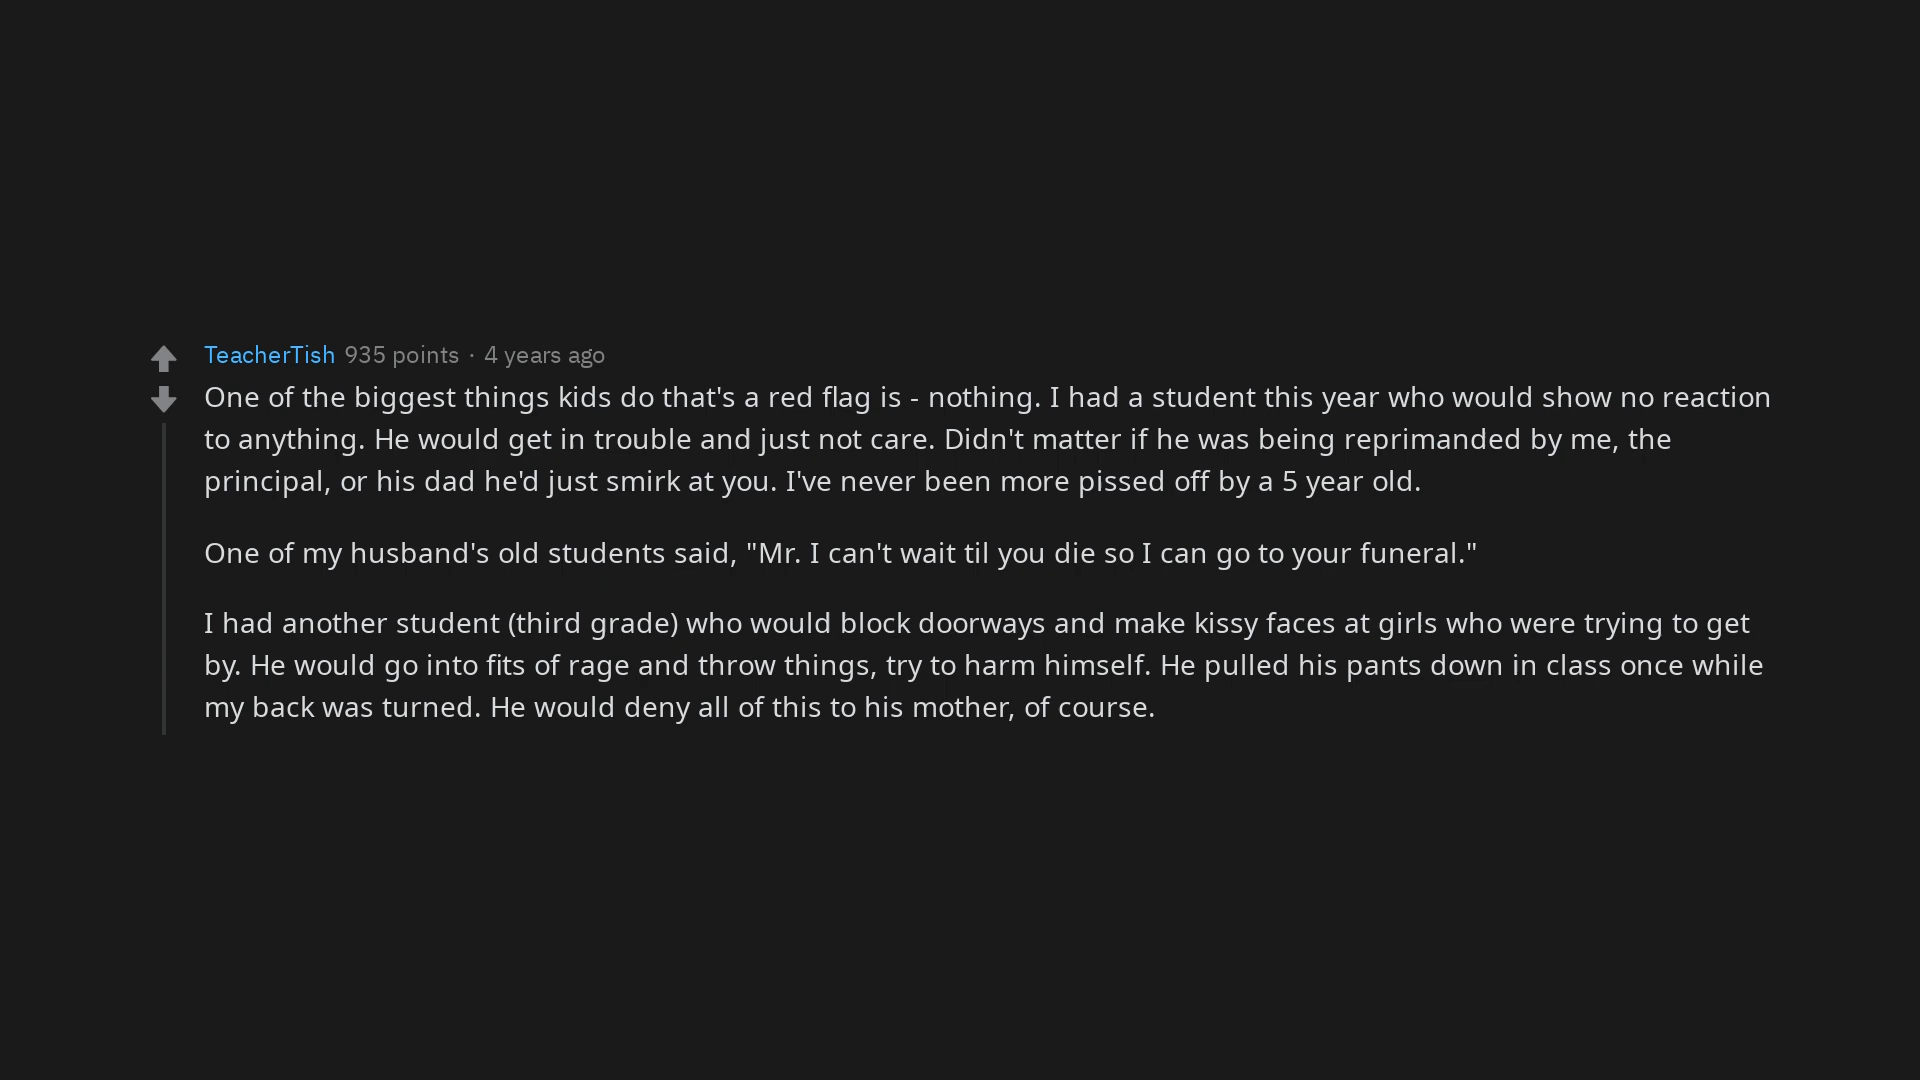 TeacherTish 935 points · 4 years ago
One of the biggest things kids do that's a red flag is - nothing. I had a student this year who would show no reaction
to anything. He would get in trouble and just not care. Didn't matter if he was being reprimanded by me, the
principal, or his dad he'd just smirk at you. I've never been more pissed off by a 5 year old.
One of my husband's old students said, "Mr. I can't wait til you die so I can go to your funeral."
I had another student (third grade) who would block doorways and make kissy faces at girls who were trying to get
by. He would go into fits of rage and throw things, try to harm himself. He pulled his pants down in class once while
my back was turned. He would deny all of this to his mother, of course.